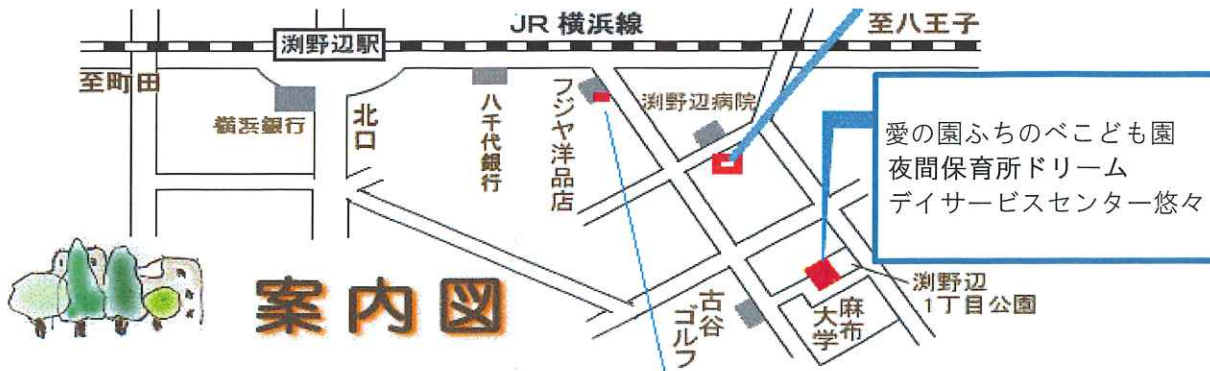 JR 横浜線
渕野辺駅
至八王子
至町田
横浜銀行
北口
八千代銀行
フジヤ洋品店
渕野辺病院
愛の園ふちのべこども園
夜間保育所ドリーム
デイサービスセンター悠々
案内図
古谷
ゴルフ
麻布
大学
渕野辺
1丁目公園